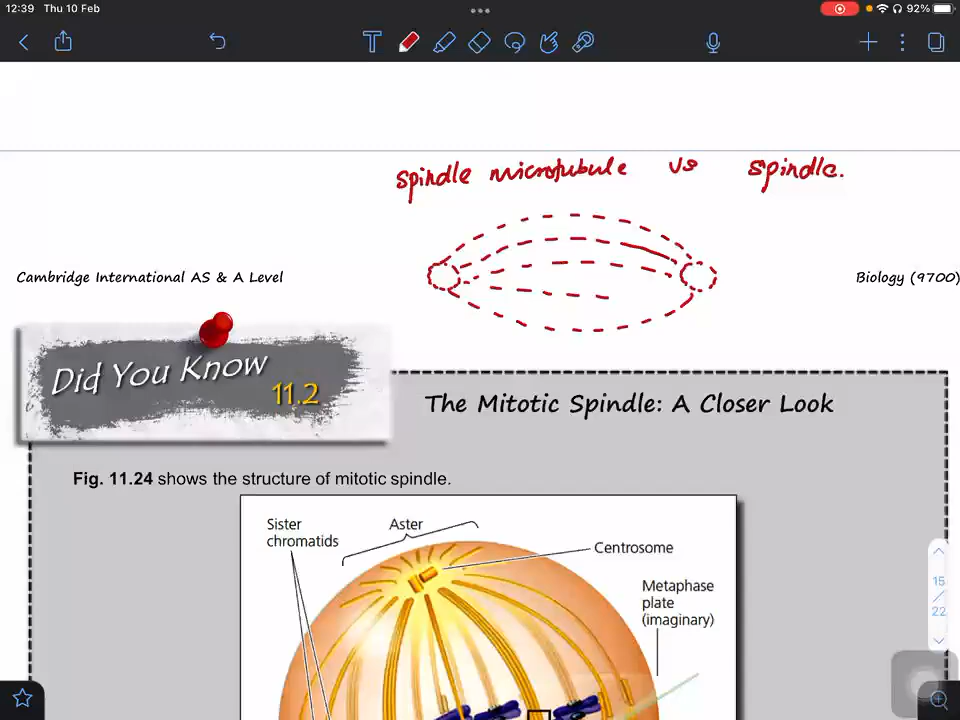 12:39 Thu 10 Feb
92%
spindle microtubule vs spindle.
Cambridge International AS & A Level
Biology (9700)
Did You Know
11.2
The Mitotic Spindle: A Closer Look
Fig. 11.24 shows the structure of mitotic spindle.
Sister
chromatids
Aster
Centrosome
Metaphase
plate
(imaginary)
15
22